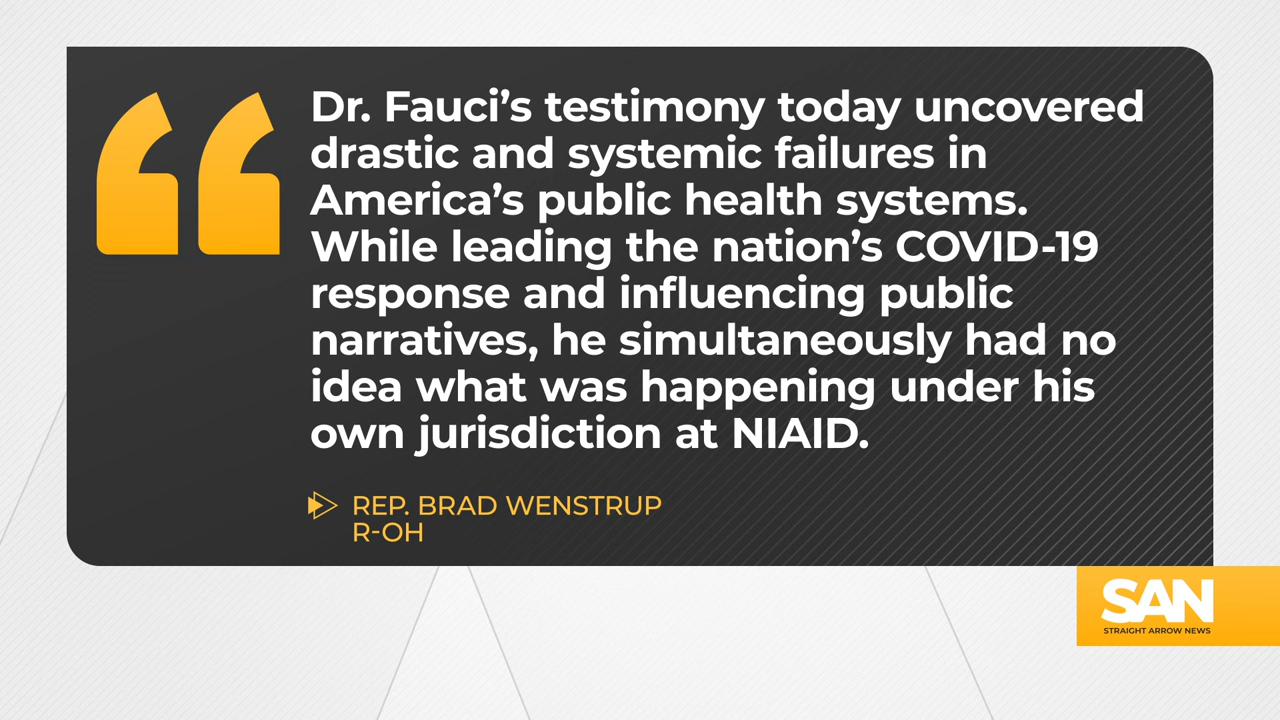 Dr. Fauci’s testimony today uncovered
drastic and systemic failures in
America’s public health systems.
While leading the nation’s COVID-19
response and influencing public
narratives, he simultaneously had no
idea what was happening under his
own jurisdiction at NIAID.
REP. BRAD WENSTRUP
R-OH
SAN
STRAIGHT ARROW NEWS